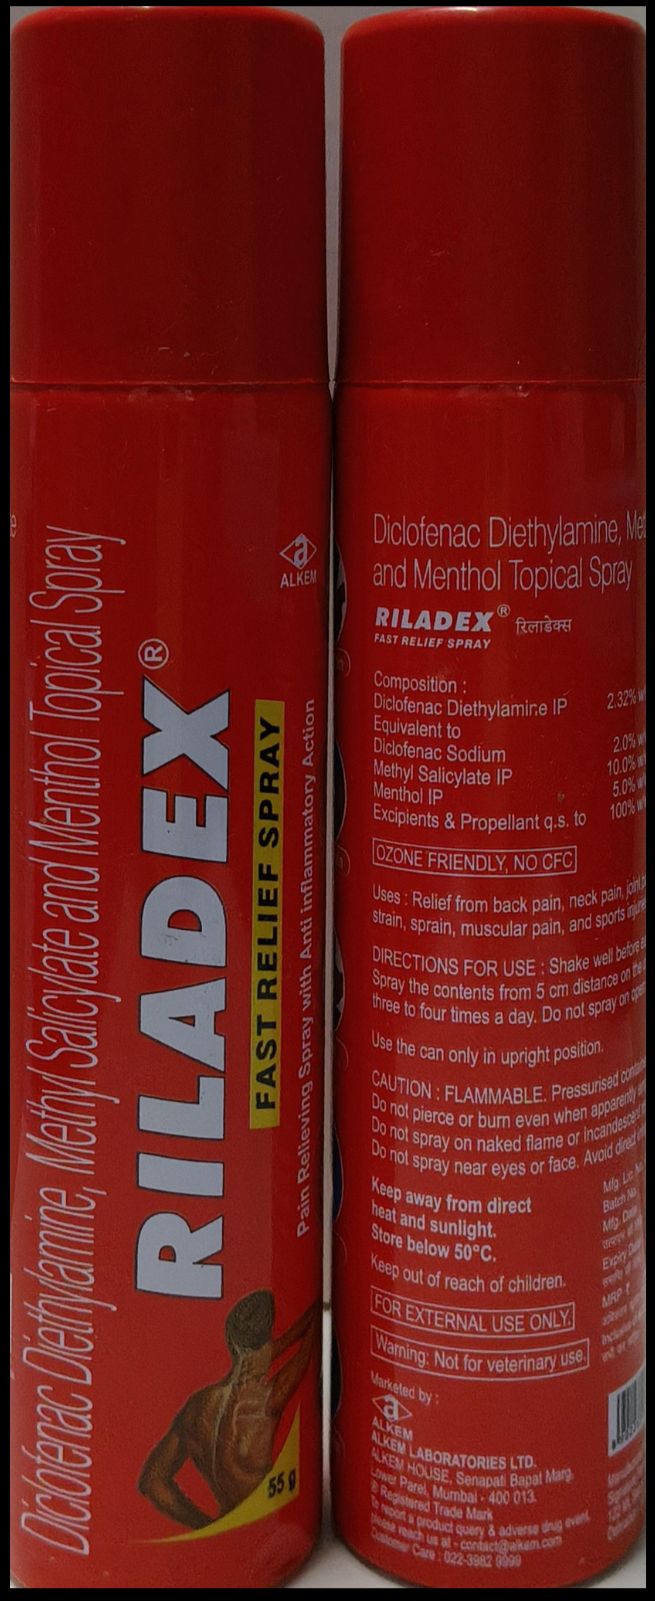 Diclofenac Diethylamine, Methyl Salicylate and Menthol Topical Spray
RILADEX®
FAST RELIEF SPRAY
Pain Relieving Spray with Anti inflammatory Action
a
ALKEM
55 g
Diclofenac Diethylamine,
and Menthol Topical Spray
RILADEX® रिलाडेक्स
FAST RELIEF SPRAY
Composition :
Diclofenac Diethylamine IP 2.32%
Equivalent to
Diclofenac Sodium 2.0%
Methyl Salicylate IP 10.0%
Menthol IP 5.0%
Excipients & Propellant q.s. to 100%
OZONE FRIENDLY, NO CFC
Uses : Relief from back pain, neck pain, joint
strain, sprain, muscular pain, and sports
DIRECTIONS FOR USE : Shake well before
Spray the contents from 5 cm distance on the
three to four times a day. Do not spray on
Use the can only in upright position.
CAUTION : FLAMMABLE. Pressurised
Do not pierce or burn even when apparently
Do not spray on naked flame or incandescent
Do not spray near eyes or face. Avoid direct
Keep away from direct
heat and sunlight.
Store below 50°C.
Keep out of reach of children.
FOR EXTERNAL USE ONLY.
Warning: Not for veterinary use.
Mfg. Lic.
Batch No.
Mfg. Date
Expiry
MRP ₹
Marketed by :
a
ALKEM
ALKEM LABORATORIES LTD.
ALKEM HOUSE, Senapati Bapat Marg,
Lower Parel, Mumbai - 400 013.
® Registered Trade Mark
To report a product query & adverse drug event,
please reach us at - contact@alkem.com
Customer Care : 022-3982 9999